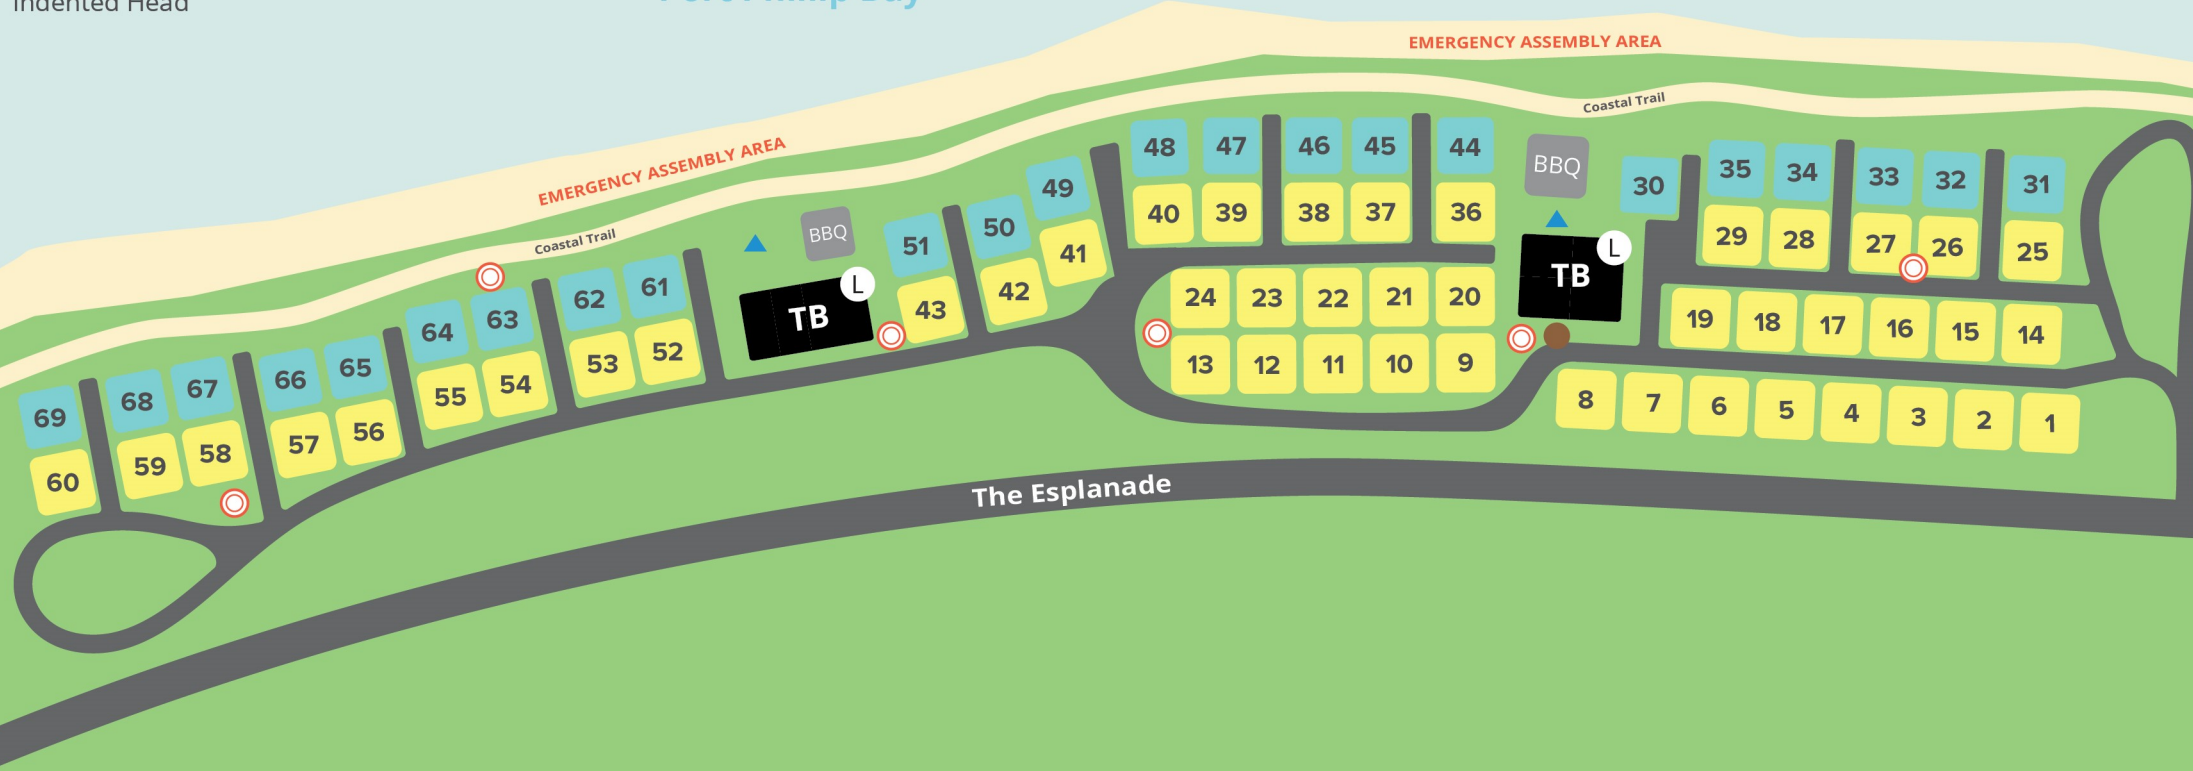 Indented Head
Port Phillip Bay
EMERGENCY ASSEMBLY AREA
Coastal Trail
EMERGENCY ASSEMBLY AREA
Coastal Trail
48 47 46 45 44 BBQ 30 35 34 33 32 31
40 39 38 37 36 29 28 27 26 25
49 50 51 BBQ
41 42 43 TB L
24 23 22 21 20 TB L 19 18 17 16 15 14
13 12 11 10 9 8 7 6 5 4 3 2 1
69 68 67 66 65 64 63 62 61
60 59 58 57 56 55 54 53 52
The Esplanade